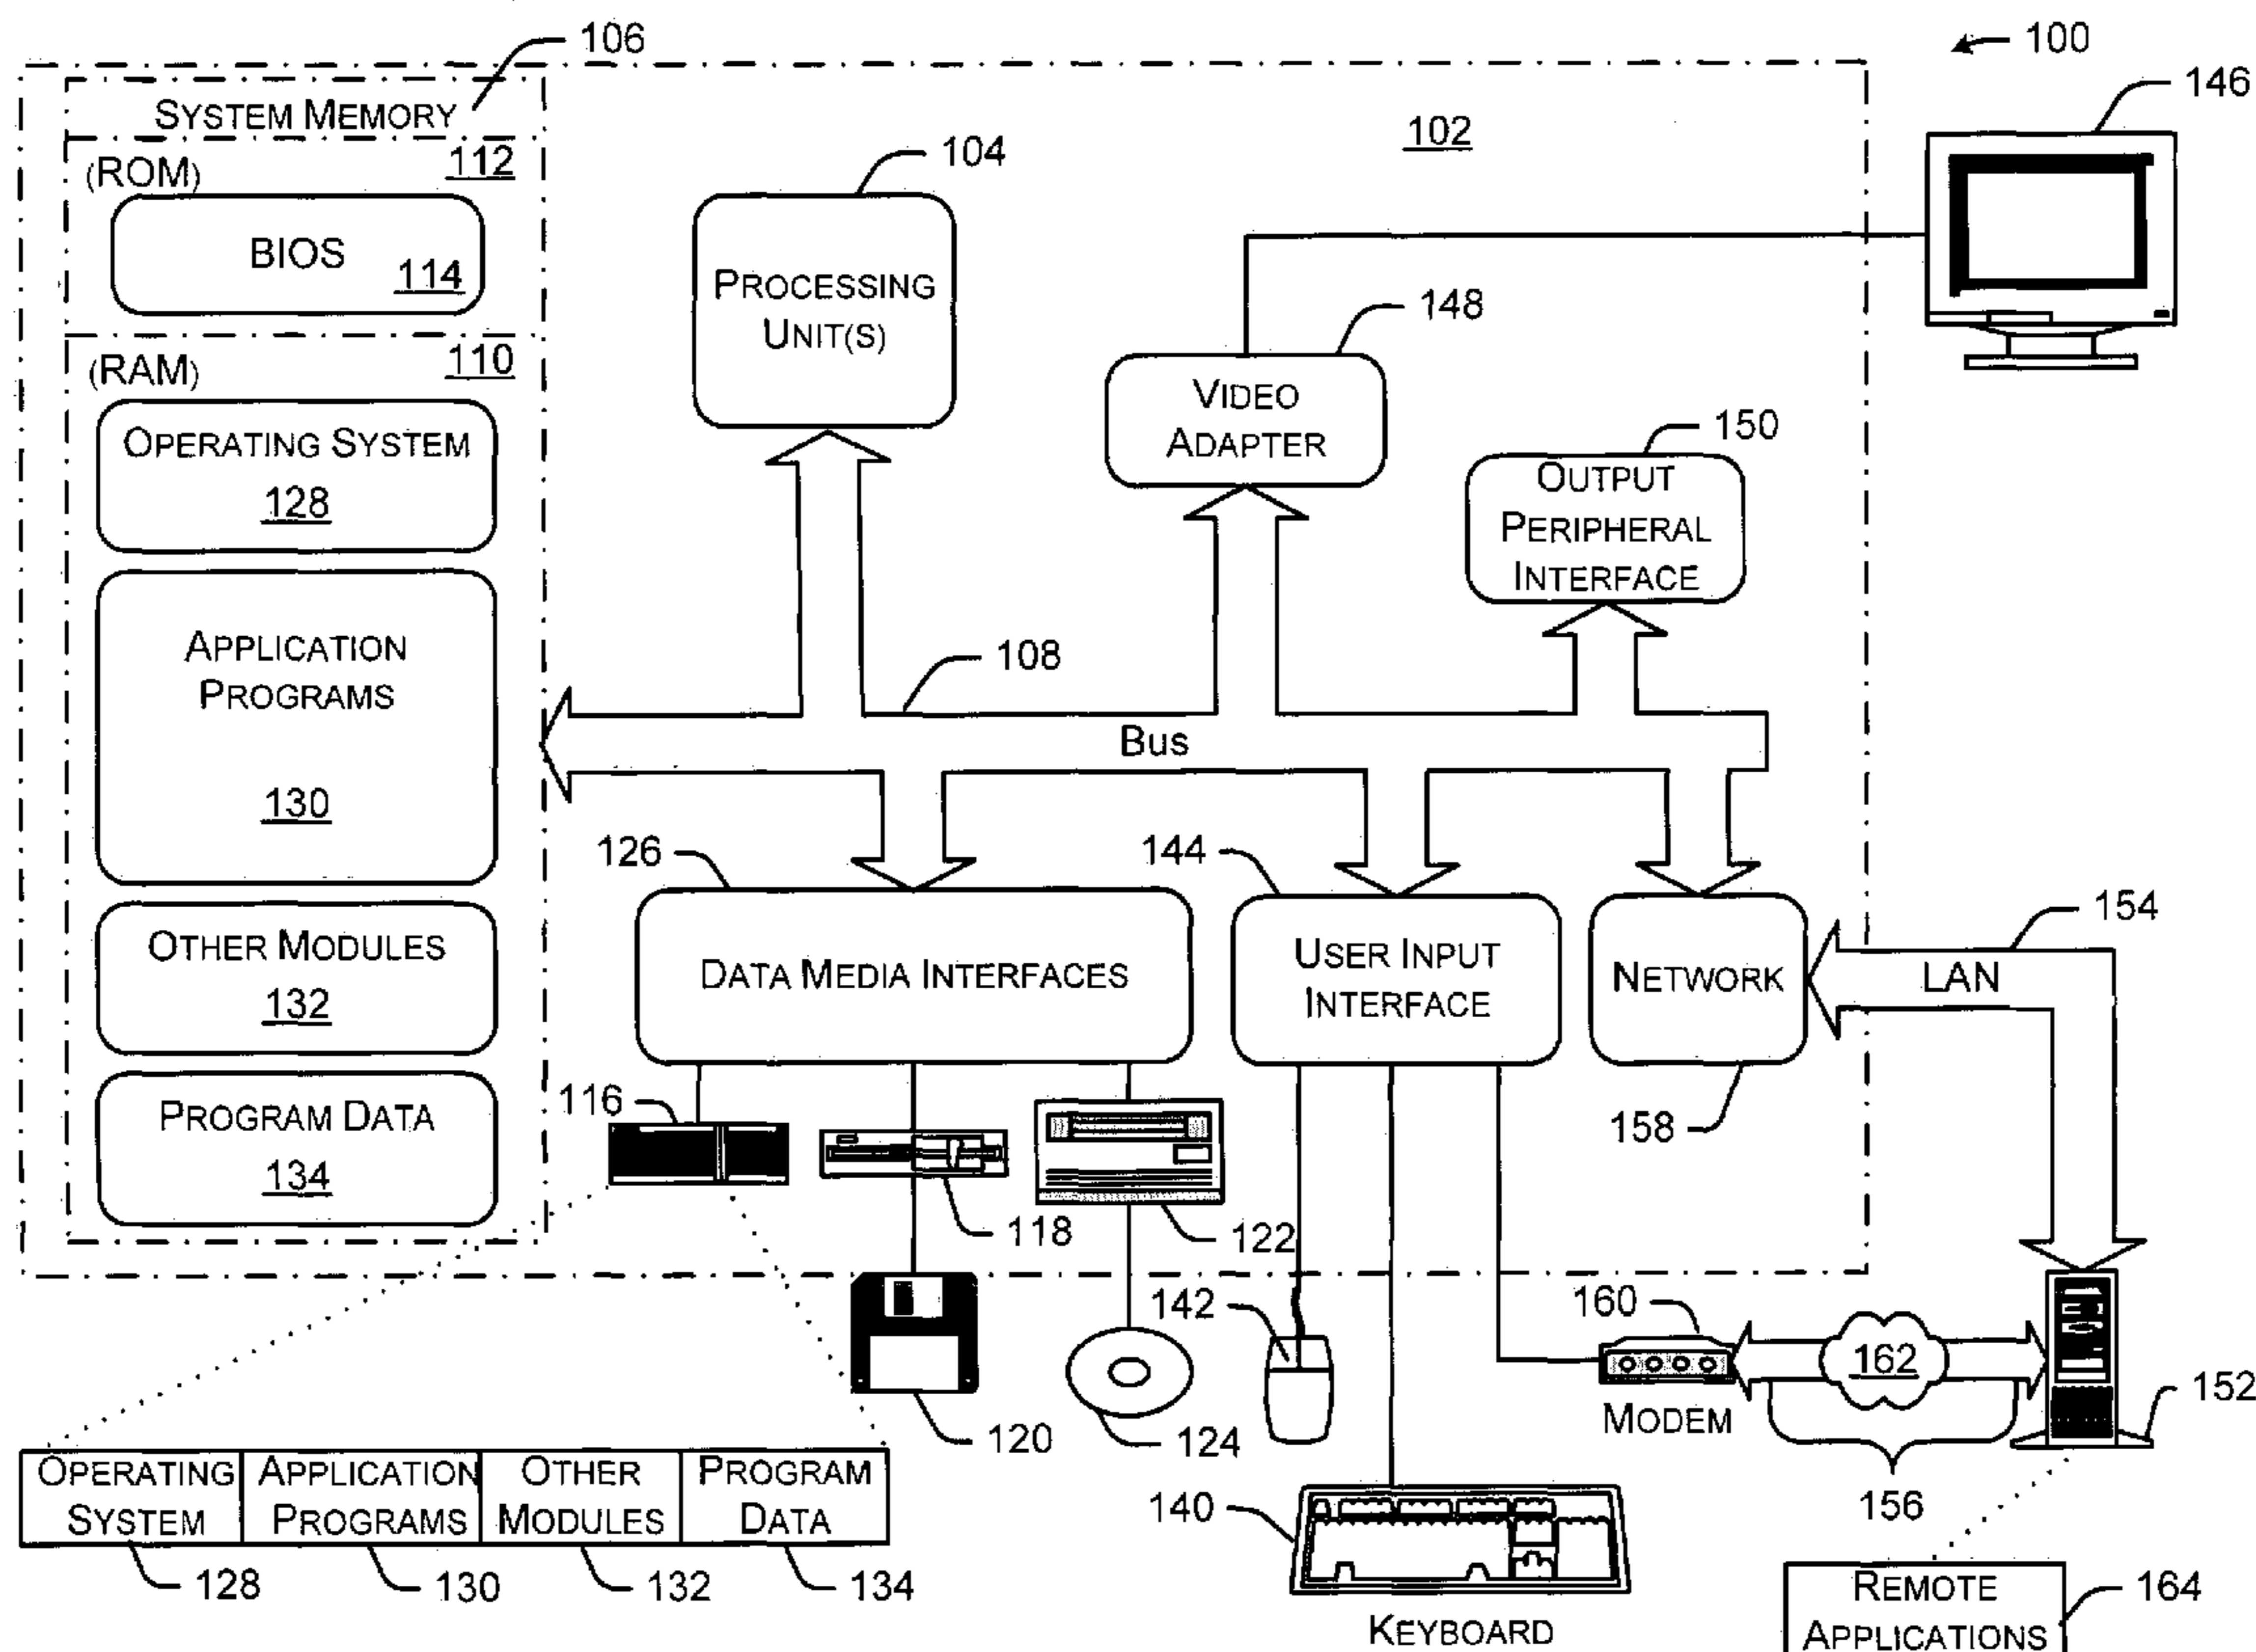 106
100
SYSTEM MEMORY
146
(ROM)
112
104
102
BIOS
114
PROCESSING
UNIT(S)
148
(RAM)
110
VIDEO
ADAPTER
OPERATING SYSTEM
128
150
OUTPUT
PERIPHERAL
INTERFACE
APPLICATION
PROGRAMS
130
108
Bus
126
144
154
OTHER MODULES
132
DATA MEDIA INTERFACES
USER INPUT
INTERFACE
NETWORK
LAN
PROGRAM DATA
134
116
158
118
122
142
160
162
152
MODEM
120
124
156
OPERATING
SYSTEM
APPLICATION
PROGRAMS
OTHER
MODULES
PROGRAM
DATA
140
128
130
132
134
KEYBOARD
REMOTE
APPLICATIONS
164